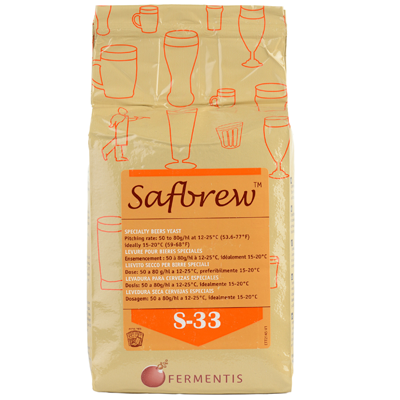 Safbrew™
SPECIALTY BIERS YEAST
Pitching rate: 50 to 80g/hl at 12-25°C (53.6-77°F)
Ideally 15-20°C (59-68°F)
LEVURE POUR BIÈRES SPECIALES
Ensemencement : 50 à 80g/hl à 12-25°C, Idéalement 15-20°C
LIEVITO SECCO PER BIRRE SPECIALI
Dose: 50 a 80 g/hl a 12-25°C, preferibilmente 15-20°C
LEVADURA PARA CERVEZAS ESPECIALES
Dosis: 50 a 80g/hl a 12-25°C, Idealmente 15-20°C
LEVEDURA SECA CERVEJAS ESPECIAIS
Dosagem: 50 a 80g/hl a 12-25°C, Idealmente 15-20°C
S-33
FERMENTIS